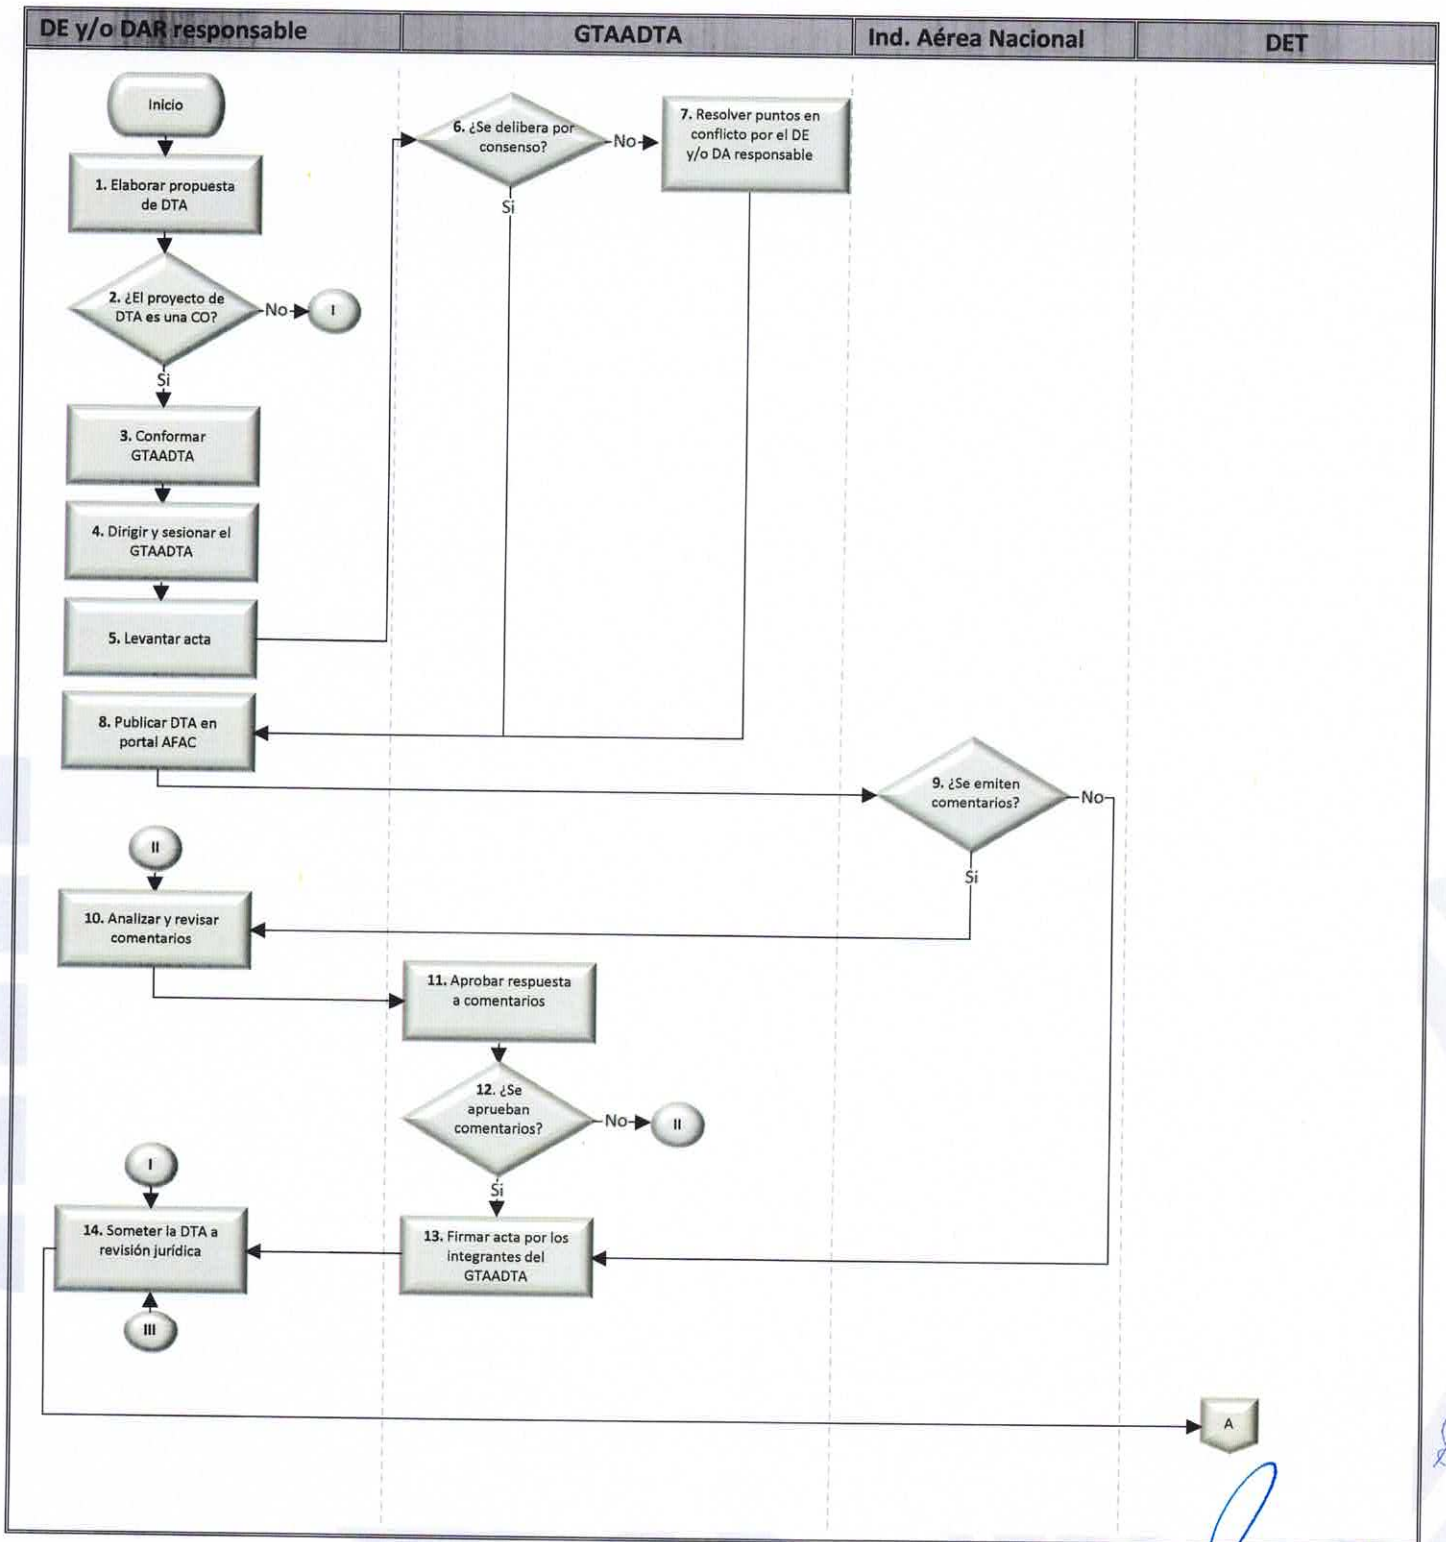 DE y/o DAR responsable
GTAADTA
Ind. Aérea Nacional
DET
Inicio
1. Elaborar propuesta
de DTA
2. ¿El proyecto de
DTA es una CO?
No
I
Si
3. Conformar
GTAADTA
4. Dirigir y sesionar el
GTAADTA
5. Levantar acta
6. ¿Se delibera por
consenso?
No
Si
7. Resolver puntos en
conflicto por el DE
y/o DA responsable
8. Publicar DTA en
portal AFAC
9. ¿Se emiten
comentarios?
No
Si
II
10. Analizar y revisar
comentarios
11. Aprobar respuesta
a comentarios
12. ¿Se
aprueban
comentarios?
No
II
Si
13. Firmar acta por los
integrantes del
GTAADTA
I
14. Someter la DTA a
revisión jurídica
III
A